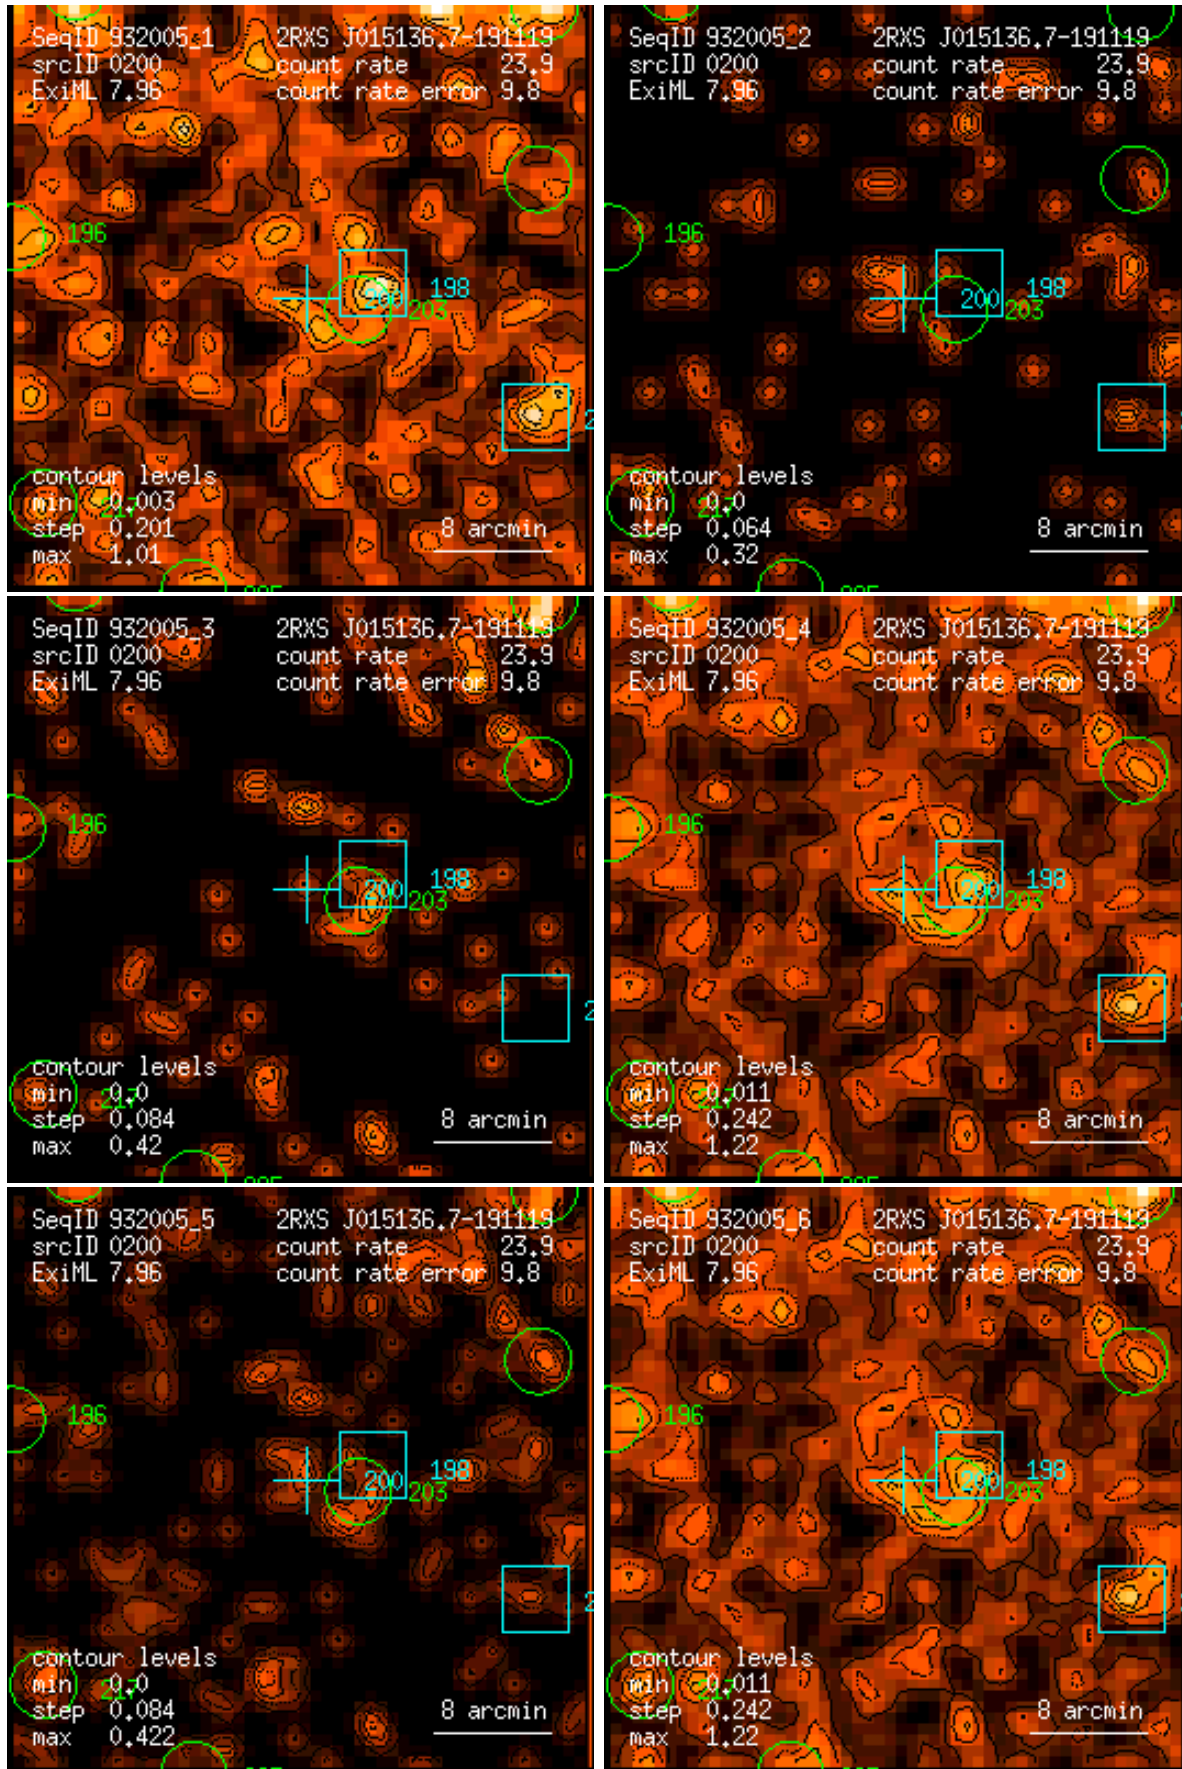 SeqID 932005_1 2RXS J015136.7-191119
srcID 0200 count rate 23.9
ExiML 7.96 count rate error 9.8
196
200 198
203
2
contour levels
min 0.003
217
step 0.201 8 arcmin
max 1.01
SeqID 932005_2 2RXS J015136.7-191119
srcID 0200 count rate 23.9
ExiML 7.96 count rate error 9.8
196
200 198
203
contour levels
min 0.0
217
step 0.064 8 arcmin
max 0.32
SeqID 932005_3 2RXS J015136.7-191119
srcID 0200 count rate 23.9
ExiML 7.96 count rate error 9.8
196
200 198
203
2
contour levels
min 0.0
217
step 0.084 8 arcmin
max 0.42
SeqID 932005_4 2RXS J015136.7-191119
srcID 0200 count rate 23.9
ExiML 7.96 count rate error 9.8
196
200 198
203
contour levels
min 0.011
217
step 0.242 8 arcmin
max 1.22
SeqID 932005_5 2RXS J015136.7-191119
srcID 0200 count rate 23.9
ExiML 7.96 count rate error 9.8
196
200 198
203
2
contour levels
min 0.0
217
step 0.084 8 arcmin
max 0.422
SeqID 932005_6 2RXS J015136.7-191119
srcID 0200 count rate 23.9
ExiML 7.96 count rate error 9.8
196
200 198
203
contour levels
min 0.011
217
step 0.242 8 arcmin
max 1.22